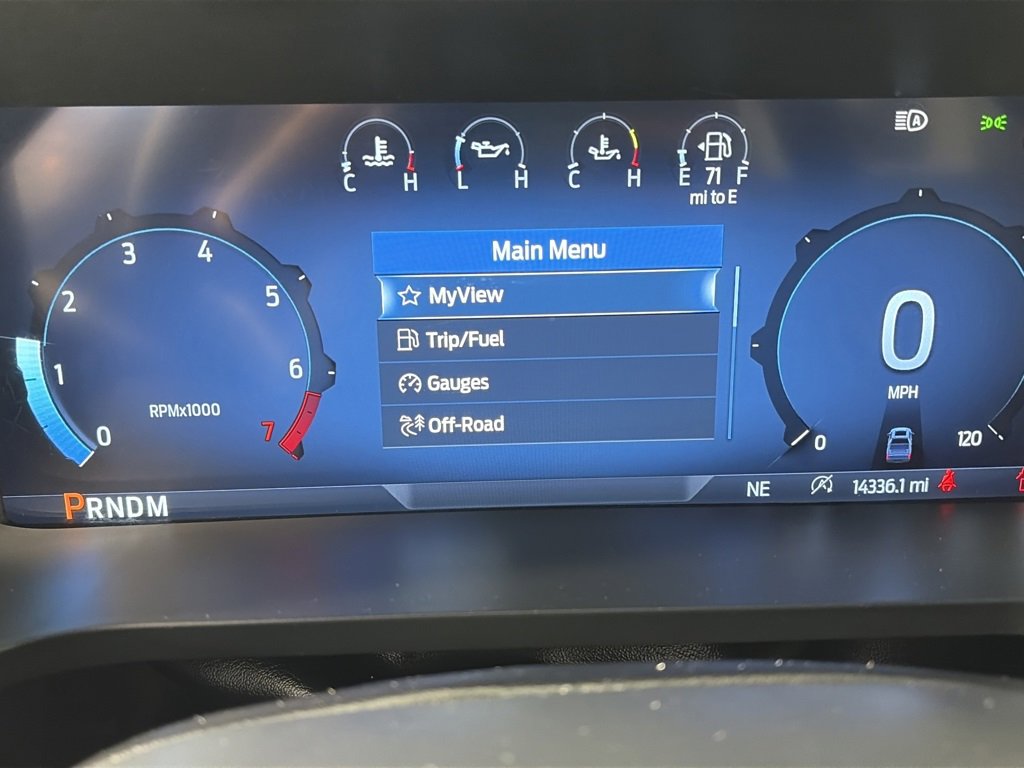 C H
L H
C H
E 71 F
mi to E
A
0 1 2 3 4 5 6 7
RPMx1000
Main Menu
MyView
Trip/Fuel
Gauges
Off-Road
0
MPH
0 120
PRNDM
NE 14336.1 mi